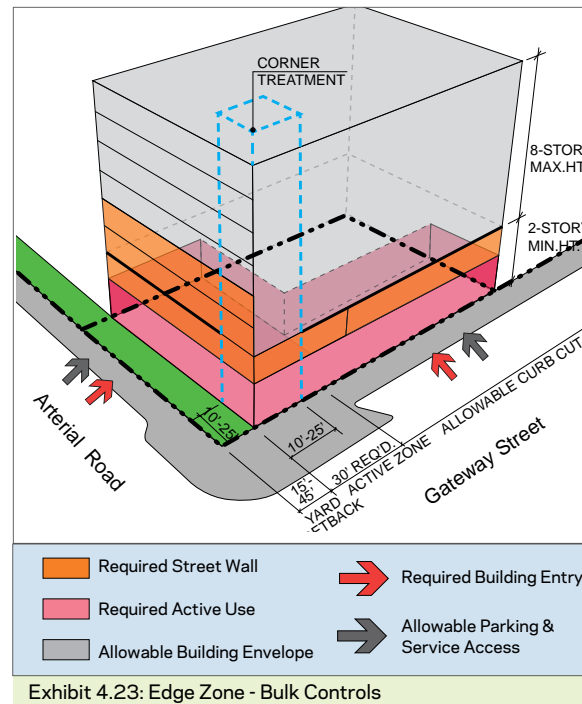 CORNER
TREATMENT
8-STOR
MAX.HT
2-STOR
MIN.HT.
10'-25'
10'-25'
15'-
45'
YARD
ETBACK
30' REQ'D.
ACTIVE ZONE
ALLOWABLE CURB CUT
Arterial Road
Gateway Street
Required Street Wall
Required Active Use
Allowable Building Envelope
Required Building Entry
Allowable Parking &
Service Access
Exhibit 4.23: Edge Zone - Bulk Controls